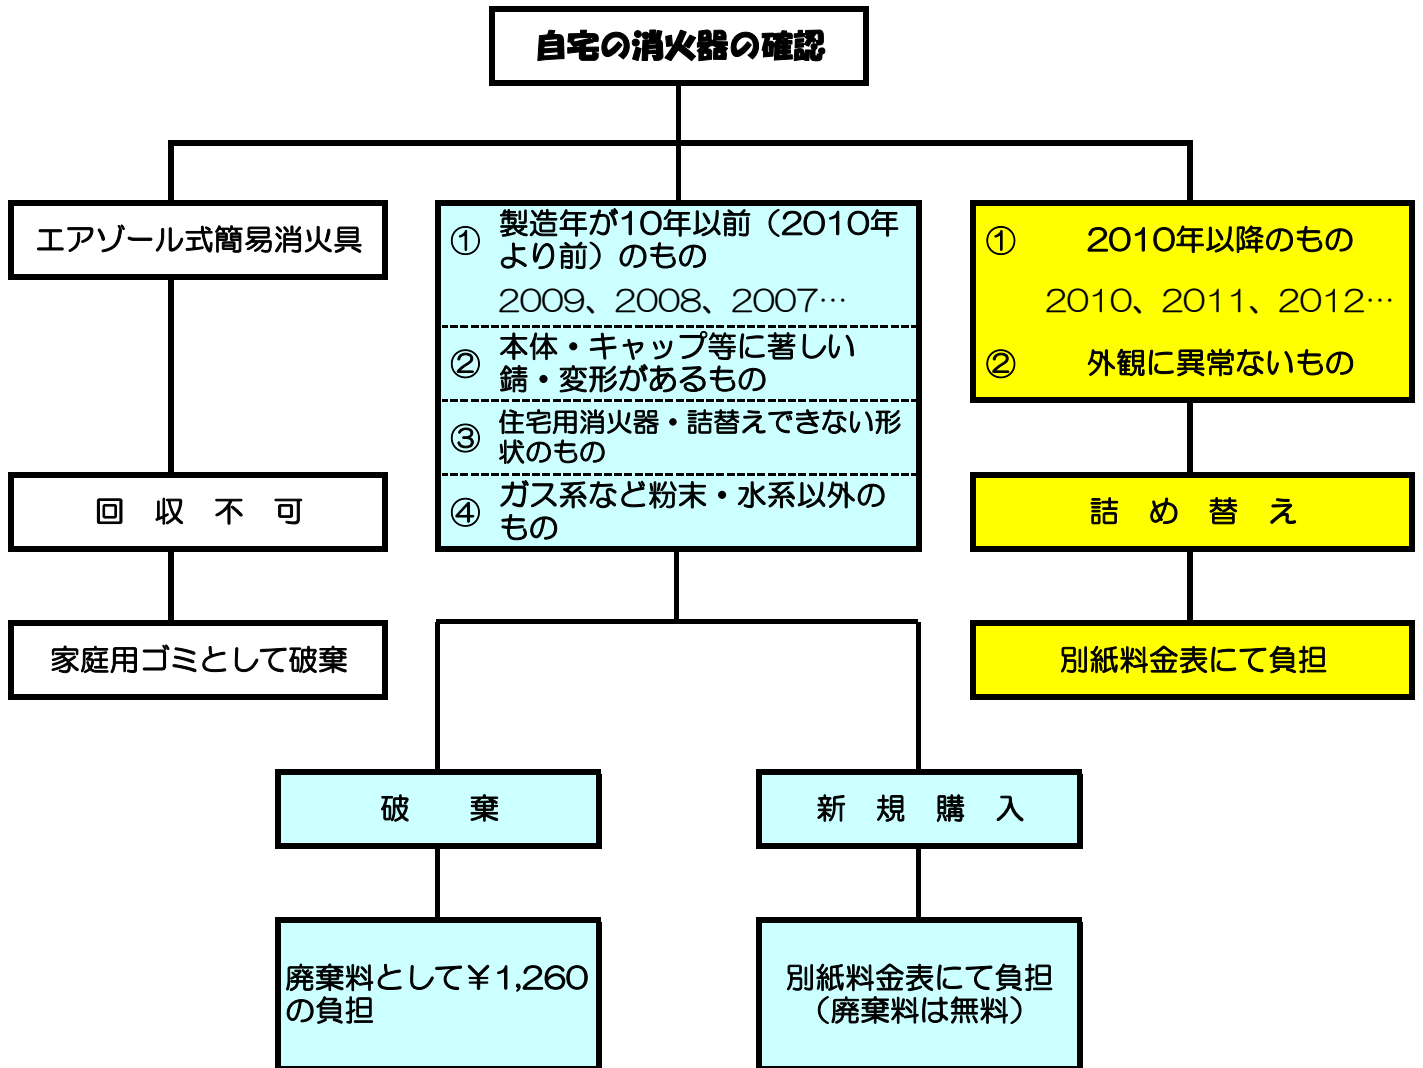 自宅の消火器の確認
エアゾール式簡易消火具
回　収　不　可
家庭用ゴミとして破棄
① 製造年が10年以前（2010年
より前）のもの
2009、2008、2007…
② 本体・キャップ等に著しい
錆・変形があるもの
③ 住宅用消火器・詰替えできない形
状のもの
④ ガス系など粉末・水系以外の
もの
① 2010年以降のもの
2010、2011、2012…
② 外観に異常ないもの
詰　め　替　え
別紙料金表にて負担
破　　棄
廃棄料として￥1,260
の負担
新　規　購　入
別紙料金表にて負担
（廃棄料は無料）